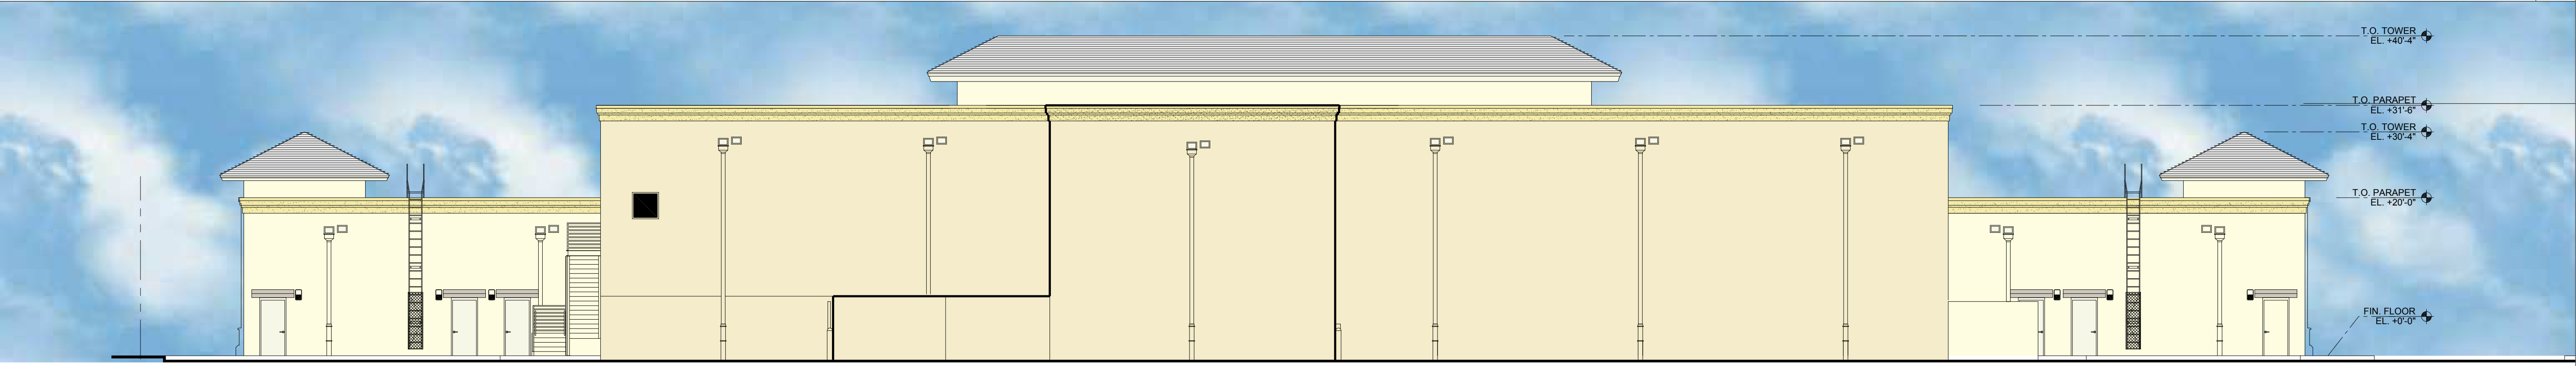 T.O. TOWER
EL. +40'-4"
T.O. PARAPET
EL. +31'-6"
T.O. TOWER
EL. +30'-4"
T.O. PARAPET
EL. +20'-0"
FIN. FLOOR
EL. +0'-0"